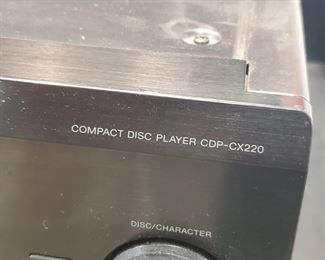 COMPACT DISC PLAYER CDP-CX220
DISC/CHARACTER